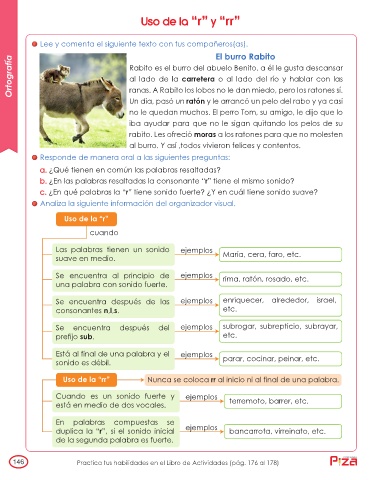 Uso de la "r" y "rr"
Ortografía
Lee y comenta el siguiente texto con tus compañeros(as).
El burro Rabito
Rabito es el burro del abuelo Benito, a él le gusta descansar
al lado de la carretera o al lado del río y hablar con las
ranas. A Rabito los lobos no le dan miedo, pero los ratones sí.
Un día, pasó un ratón y le arrancó un pelo del rabo y ya casi
no le quedan muchos. El perro Tom, su amigo, le dijo que lo
iba ayudar para que no le sigan quitando los pelos de su
rabito. Les ofreció moras a los ratones para que no molesten
al burro. Y así ,todos vivieron felices y contentos.
Responde de manera oral a las siguientes preguntas:
a. ¿Qué tienen en común las palabras resaltadas?
b. ¿En las palabras resaltadas la consonante "r" tiene el mismo sonido?
c. ¿En qué palabras la "r" tiene sonido fuerte? ¿Y en cuál tiene sonido suave?
Analiza la siguiente información del organizador visual.
Uso de la "r"
cuando
Las palabras tienen un sonido
suave en medio.
ejemplos
María, cera, faro, etc.
Se encuentra al principio de
una palabra con sonido fuerte.
ejemplos
rima, ratón, rosado, etc.
Se encuentra después de las
consonantes n,l,s.
ejemplos
enriquecer, alrededor, israel,
etc.
Se encuentra después del
prefijo sub.
ejemplos
subrogar, subrepticio, subrayar,
etc.
Está al final de una palabra y el
sonido es débil.
ejemplos
parar, cocinar, peinar, etc.
Uso de la "rr"
Nunca se coloca rr al inicio ni al final de una palabra.
Cuando es un sonido fuerte y
está en medio de dos vocales.
ejemplos
terremoto, barrer, etc.
En palabras compuestas se
duplica la "r", si el sonido inicial
de la segunda palabra es fuerte.
ejemplos
bancarrota, virreinato, etc.
146
Practica tus habilidades en el Libro de Actividades (pág. 176 al 178)